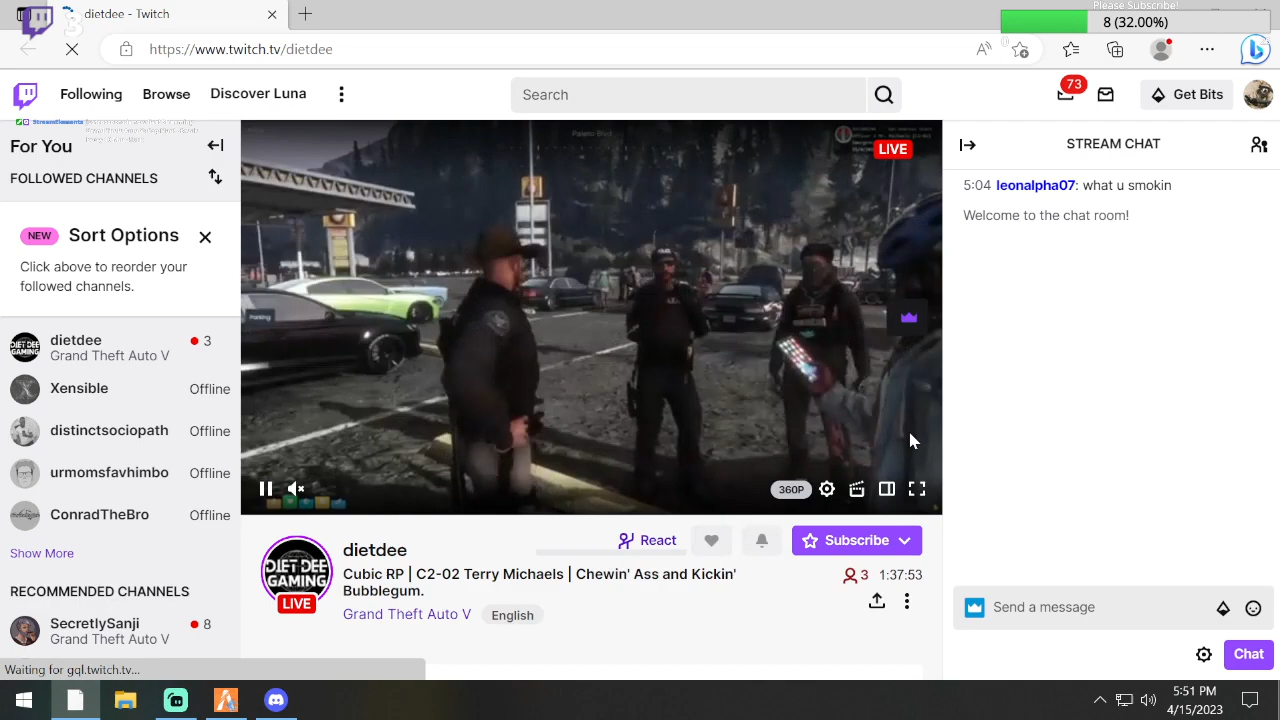 Please Subscribe!
dietdee - Twitch
8 (32.00%)
https://www.twitch.tv/dietdee
73
Following
Browse
Discover Luna
Search
Get Bits
StreamElements
For You
FOLLOWED CHANNELS
NEW
Sort Options
Click above to reorder your
followed channels.
dietdee
3
Grand Theft Auto V
Xensible
Offline
distinctsociopath
Offline
urmomsfavhimbo
Offline
ConradTheBro
Offline
Show More
RECOMMENDED CHANNELS
SecretlySanji
8
Grand Theft Auto V
Waiting for gql.twitch.tv...
Paleto Blvd
LIVE
Parking
360P
DIET DEE
GAMING
LIVE
dietdee
React
Subscribe
Cubic RP | C2-02 Terry Michaels | Chewin' Ass and Kickin'
Bubblegum.
3
1:37:53
Grand Theft Auto V
English
STREAM CHAT
5:04 leonalpha07: what u smokin
Welcome to the chat room!
Send a message
Chat
5:51 PM
4/15/2023